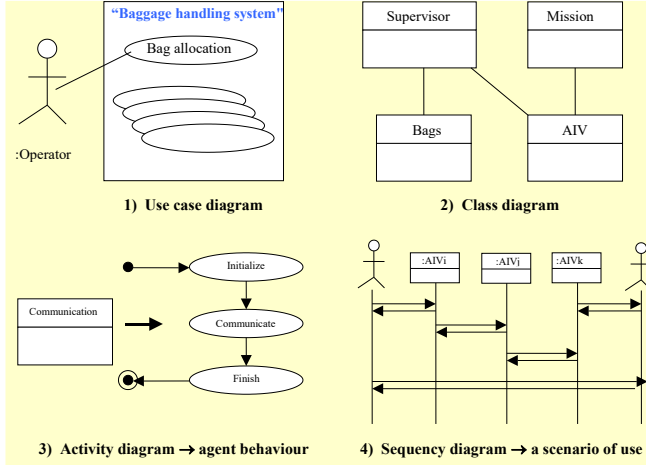 “Baggage handling system"
Bag allocation
:Operator
1) Use case diagram
Supervisor
Mission
Bags
AIV
2) Class diagram
Initialize
Communication
Communicate
Finish
3) Activity diagram → agent behaviour
:AIVi
:AIVj
:AIVk
4) Sequency diagram → a scenario of use